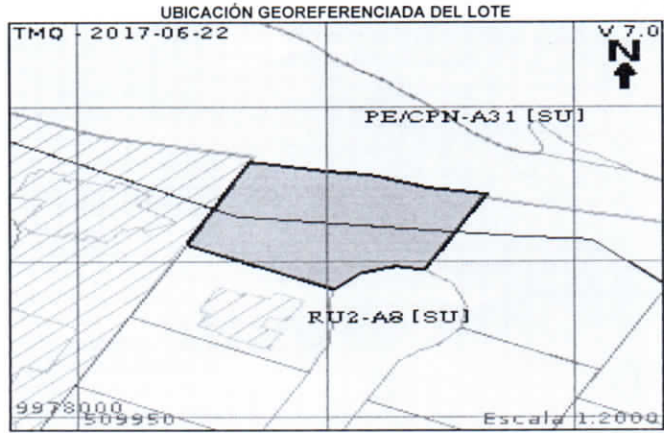 UBICACIÓN GEOREFERENCIADA DEL LOTE
TMQ - 2017-06-22
V 7.0
N
PE/CPN-A31 [SU]
RU2-A8 [SU]
9978000
509950
Escala 1:2000